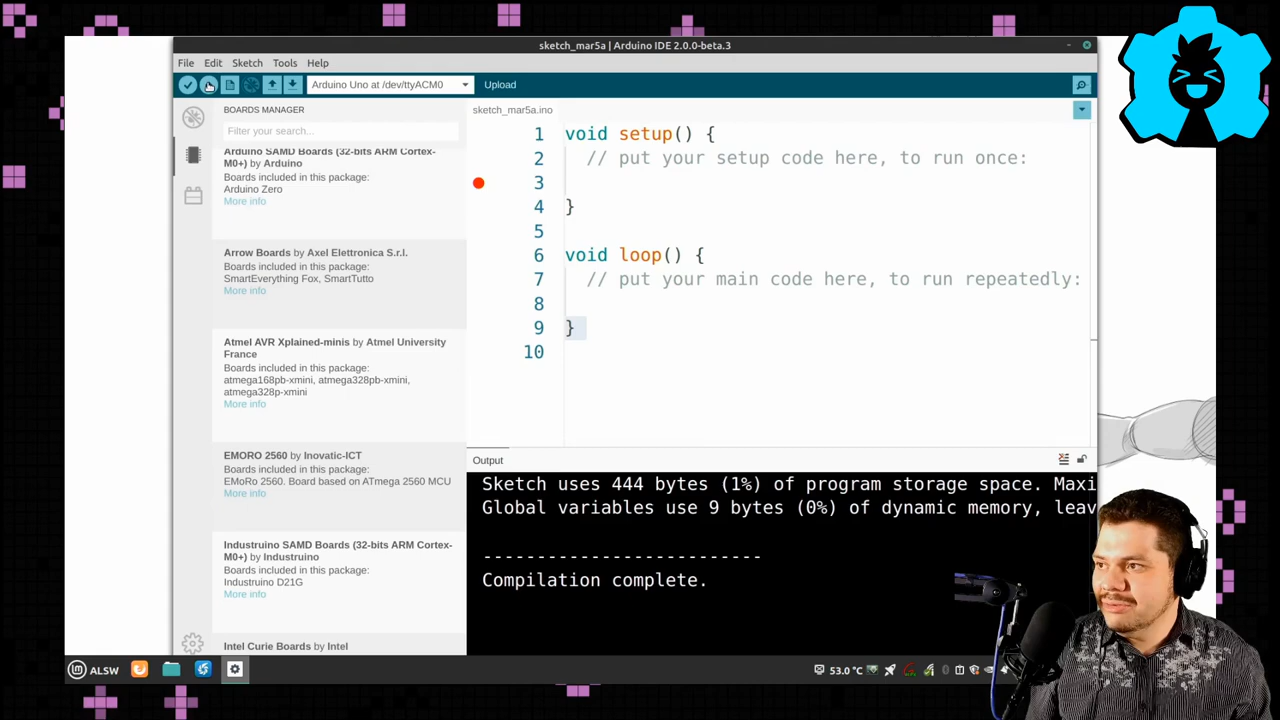 sketch_mar5a | Arduino IDE 2.0.0-beta.3
File Edit Sketch Tools Help
Arduino Uno at /dev/ttyACM0
Upload
BOARDS MANAGER
Filter your search...
Arduino SAMD Boards (32-bits ARM Cortex-
M0+) by Arduino
Boards included in this package:
Arduino Zero
More info
Arrow Boards by Axel Elettronica S.r.l.
Boards included in this package:
SmartEverything Fox, SmartTutto
More info
Atmel AVR Xplained-minis by Atmel University
France
Boards included in this package:
atmega168pb-xmini, atmega328pb-xmini,
atmega328p-xmini
More info
EMORO 2560 by Inovatic-ICT
Boards included in this package:
EMoRo 2560. Board based on ATmega 2560 MCU
More info
Industruino SAMD Boards (32-bits ARM Cortex-
M0+) by Industruino
Boards included in this package:
Industruino D21G
More info
Intel Curie Boards by Intel
sketch_mar5a.ino
1 void setup() {
2 // put your setup code here, to run once:
3
4 }
5
6 void loop() {
7 // put your main code here, to run repeatedly:
8
9 }
10
Output
Sketch uses 444 bytes (1%) of program storage space. Maxi
Global variables use 9 bytes (0%) of dynamic memory, leav
--------------------------
Compilation complete.
lm ALSW
53.0 °C